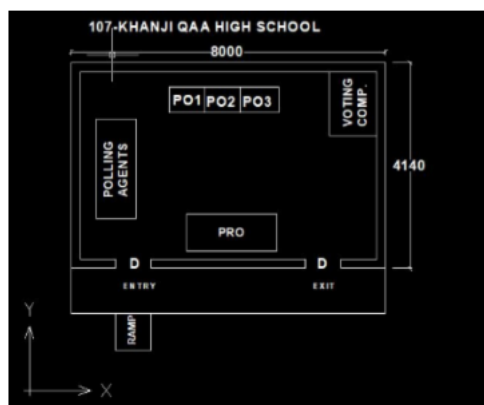 107-KHANJI QAA HIGH SCHOOL
8000
PO1 PO2 PO3
VOTING
COMP.
POLLING
AGENTS
4140
PRO
D D
ENTRY EXIT
RAMP
Y
X